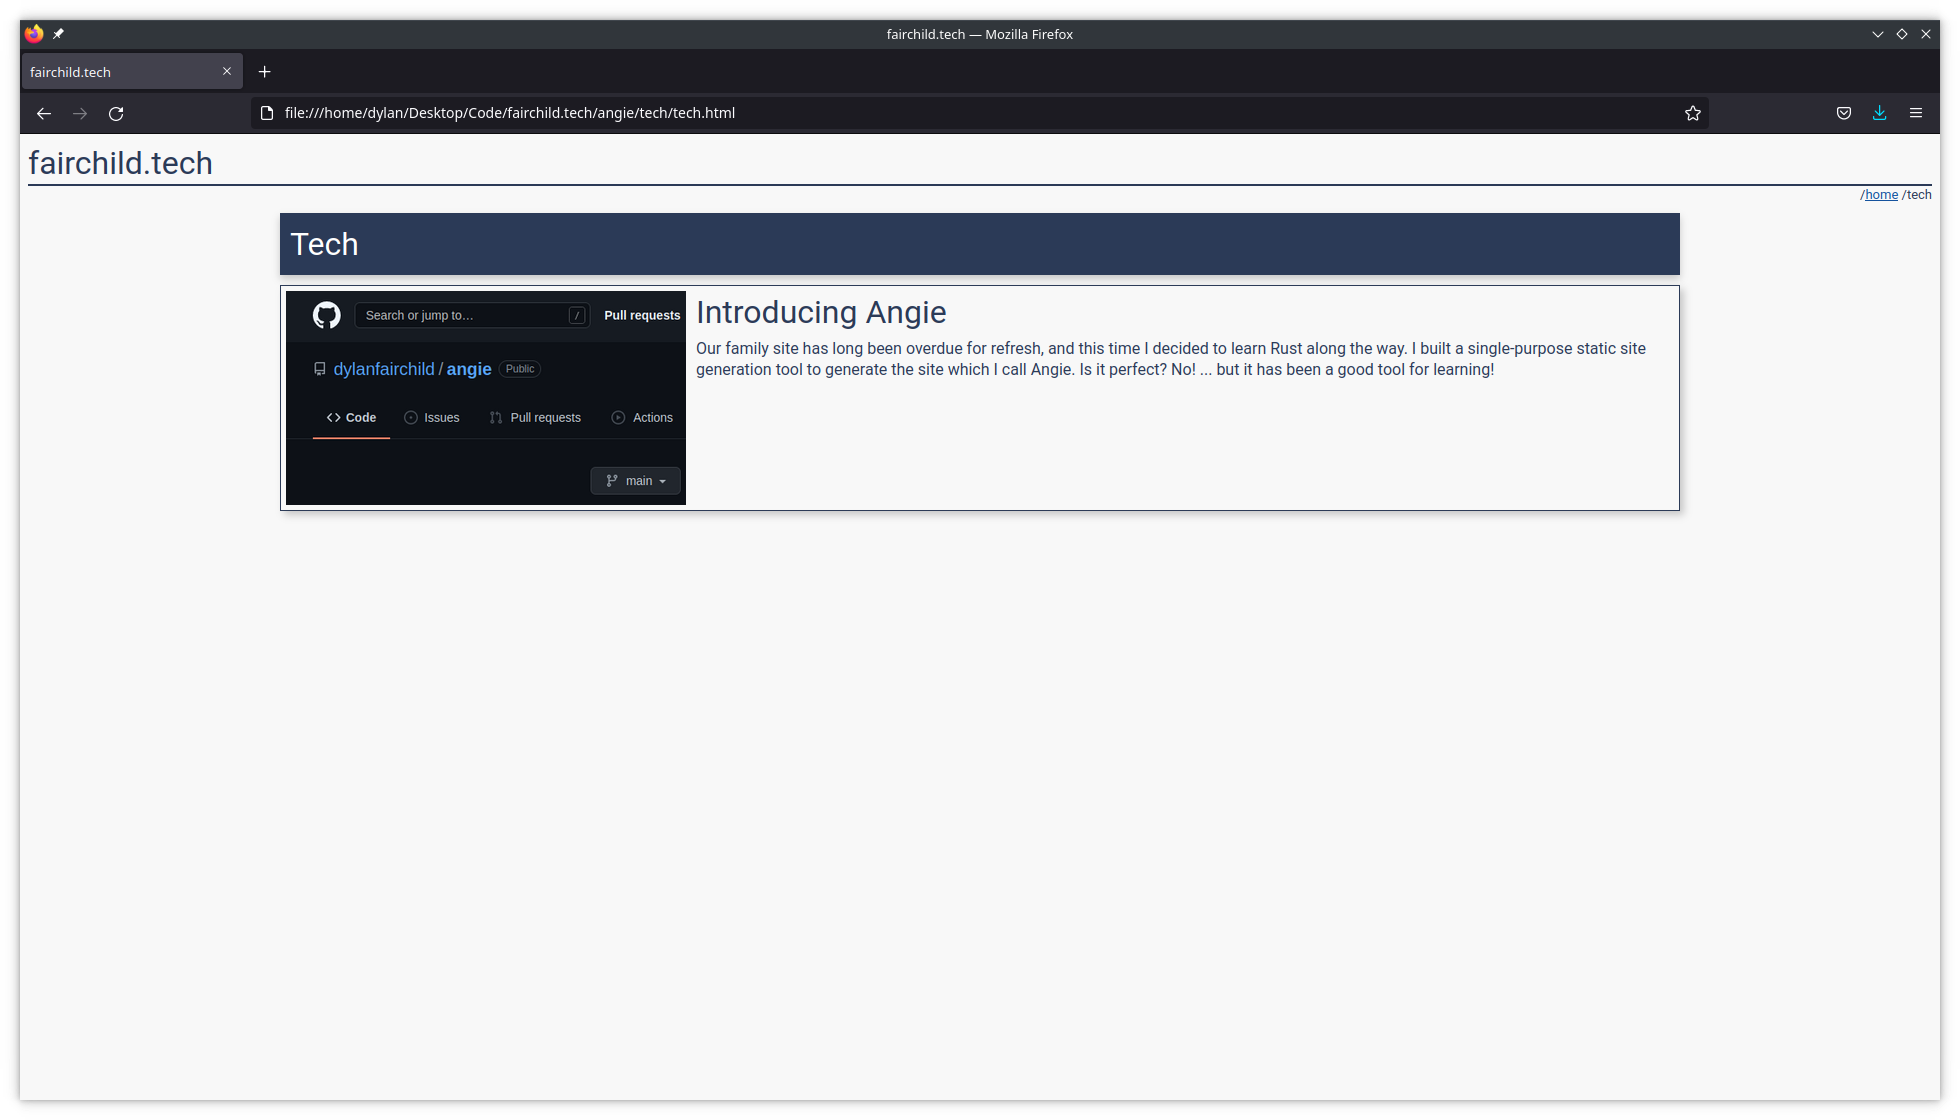 fairchild.tech — Mozilla Firefox
fairchild.tech
file:///home/dylan/Desktop/Code/fairchild.tech/angie/tech/tech.html
fairchild.tech
/home /tech
Tech
Search or jump to… / Pull requests
dylanfairchild / angie Public
<> Code Issues Pull requests Actions
main
Introducing Angie
Our family site has long been overdue for refresh, and this time I decided to learn Rust along the way. I built a single-purpose static site
generation tool to generate the site which I call Angie. Is it perfect? No! ... but it has been a good tool for learning!